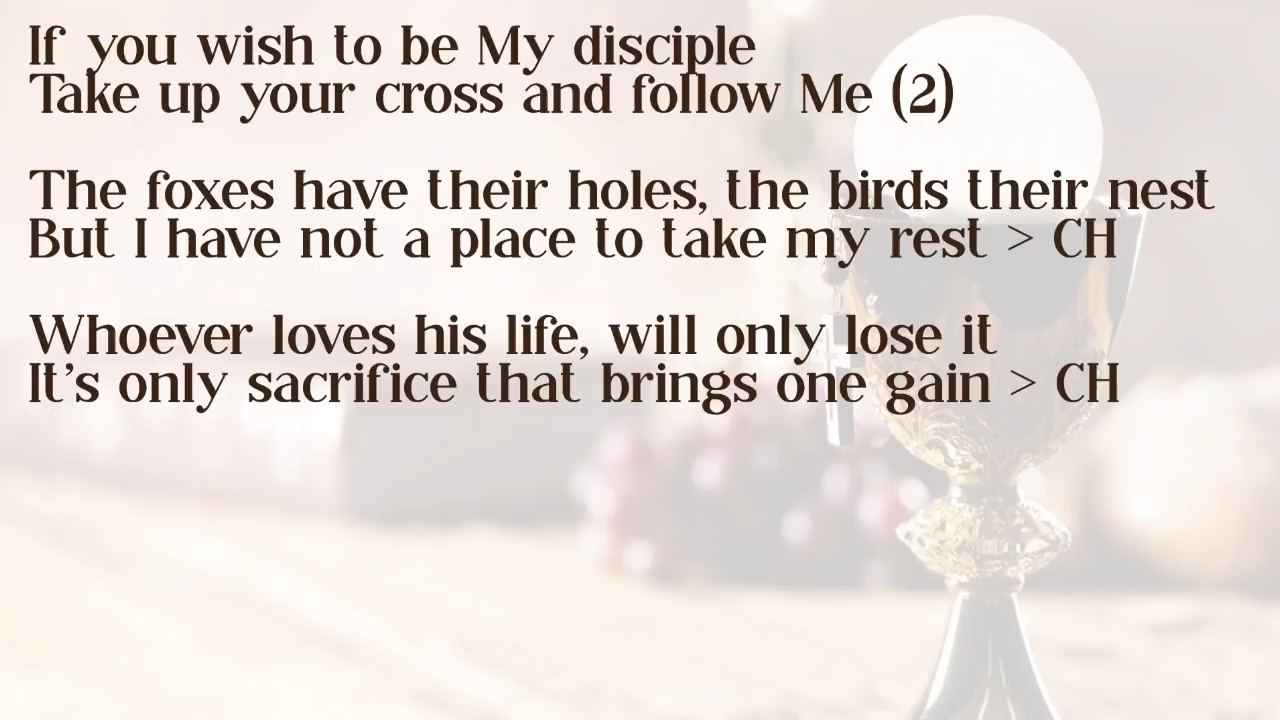 If you wish to be My disciple
Take up your cross and follow Me (2)
The foxes have their holes, the birds their nest
But I have not a place to take my rest > CH
Whoever loves his life, will only lose it
It's only sacrifice that brings one gain > CH